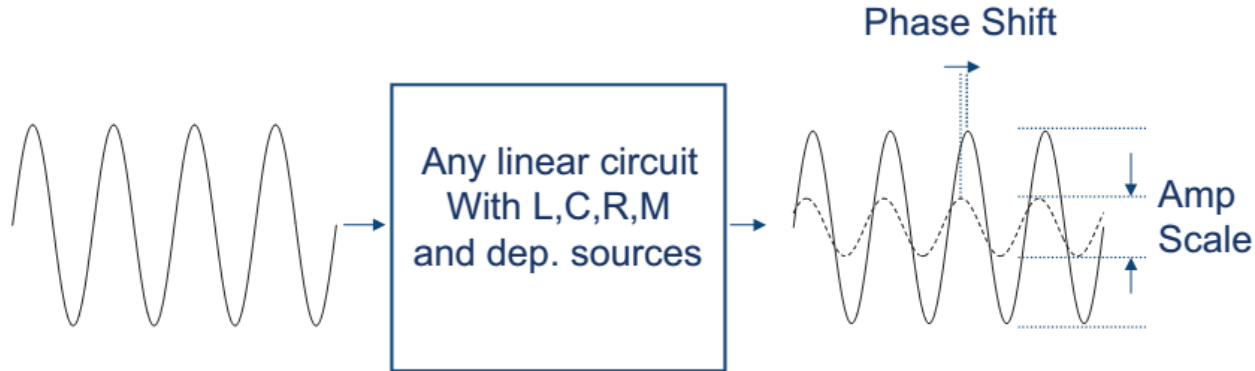 Phase Shift
Any linear circuit
With L,C,R,M
and dep. sources
Amp
Scale